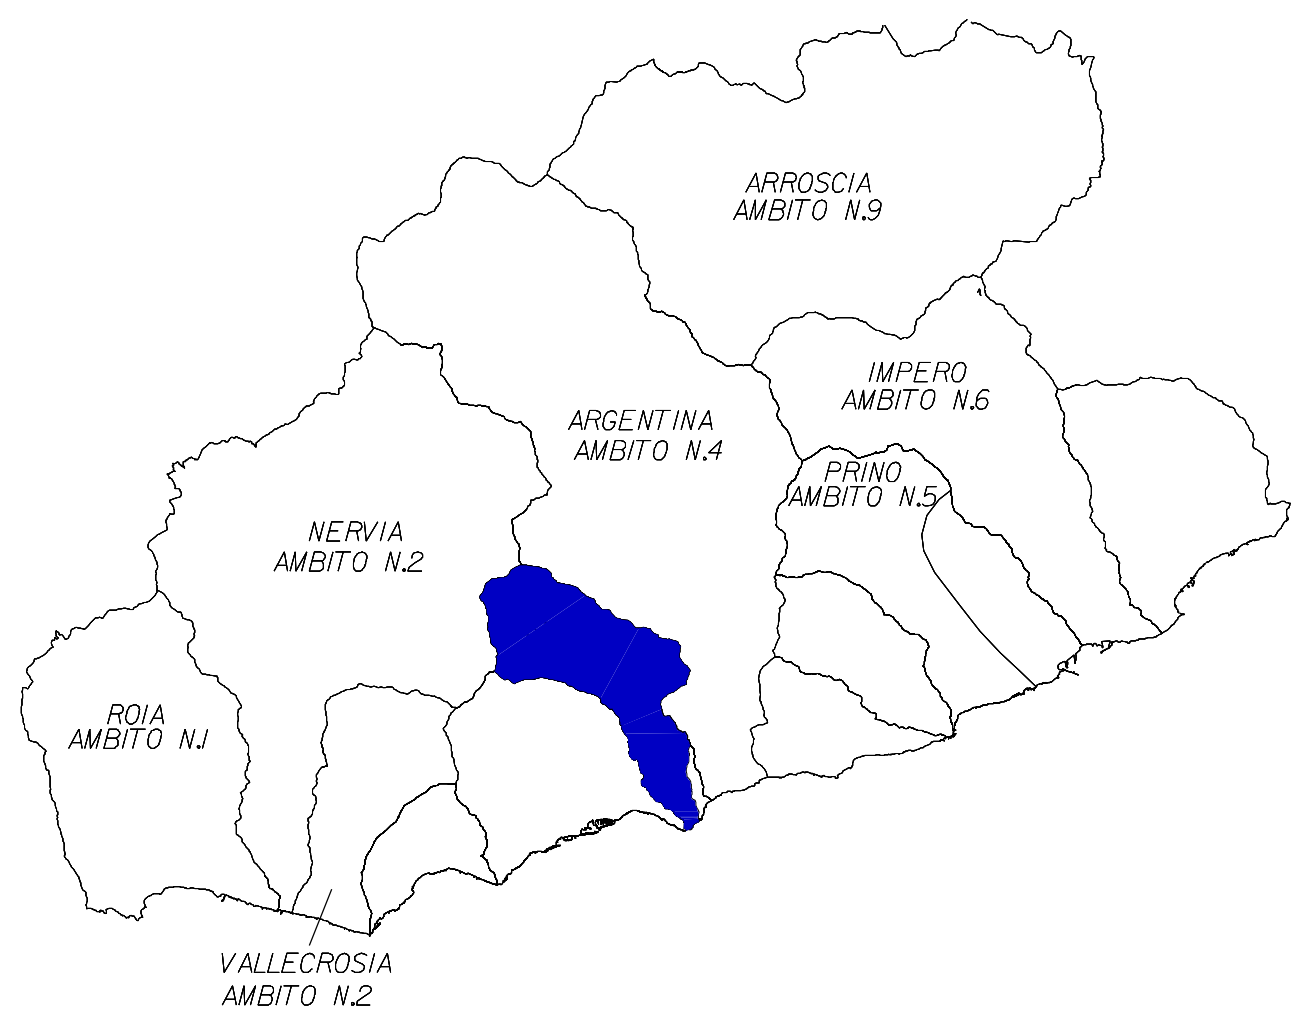 ARROSCIA
AMBITO N.9
IMPERO
AMBITO N.6
ARGENTINA
AMBITO N.4
PRINO
AMBITO N.5
NERVIA
AMBITO N.2
ROIA
AMBITO N.1
VALLECROSIA
AMBITO N.2